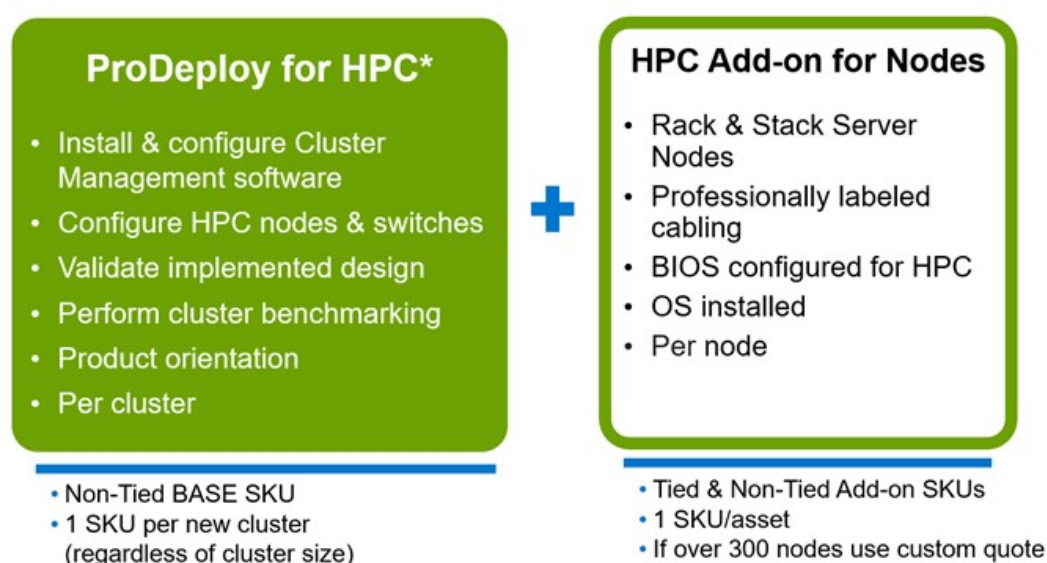 ProDeploy for HPC*
• Install & configure Cluster
Management software
• Configure HPC nodes & switches
• Validate implemented design
• Perform cluster benchmarking
• Product orientation
• Per cluster
• Non-Tied BASE SKU
• 1 SKU per new cluster
(regardless of cluster size)
HPC Add-on for Nodes
• Rack & Stack Server
Nodes
• Professionally labeled
cabling
• BIOS configured for HPC
• OS installed
• Per node
• Tied & Non-Tied Add-on SKUs
• 1 SKU/asset
• If over 300 nodes use custom quote